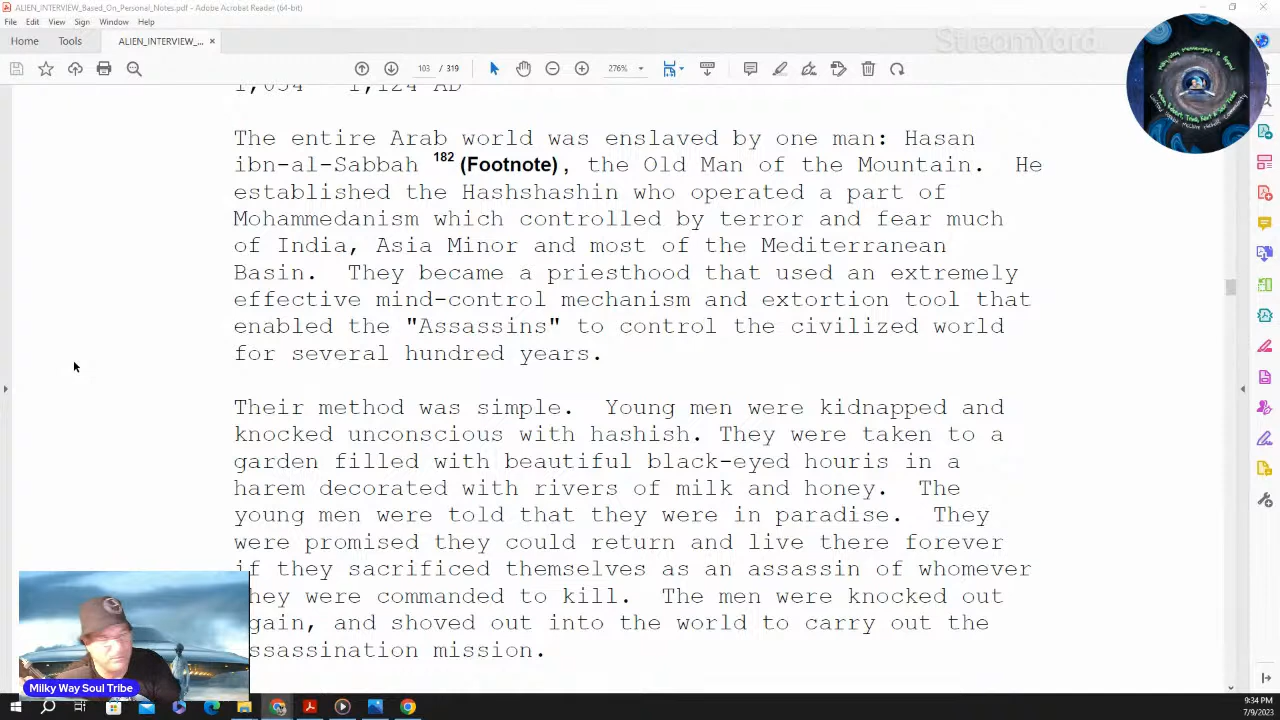 ALIEN_INTERVIEW_Based_On_Personal_Notes.pdf - Adobe Acrobat Reader (64-bit)
File Edit View Sign Window Help
Home Tools ALIEN_INTERVIEW_... ×
StreamYard
103 / 319 276%
The entire Arab world was enslaved by one man: Hasan
ibn-al-Sabbah 182 (Footnote), the Old Man of the Mountain. He
established the Hashshashin who operated a part of
Mohammedanism which controlled by terror and fear much
of India, Asia Minor and most of the Mediterranean
Basin. They became a priesthood that used an extremely
effective mind-control mechanism and extortion tool that
enabled the "Assassins" to control the civilized world
for several hundred years.
Their method was simple. Young men were kidnapped and
knocked unconscious with hashish. They were taken to a
garden filled with beautiful black-eyed houris in a
harem decorated with rivers of milk and honey. The
young men were told that they were in paradise. They
were promised they could return and live there forever
if they sacrificed themselves as an assassin of whomever
they were commanded to kill. The men were knocked out
again, and shoved out into the world to carry out the
assassination mission.
Milky Way Soul Tribe
9:34 PM
7/9/2023